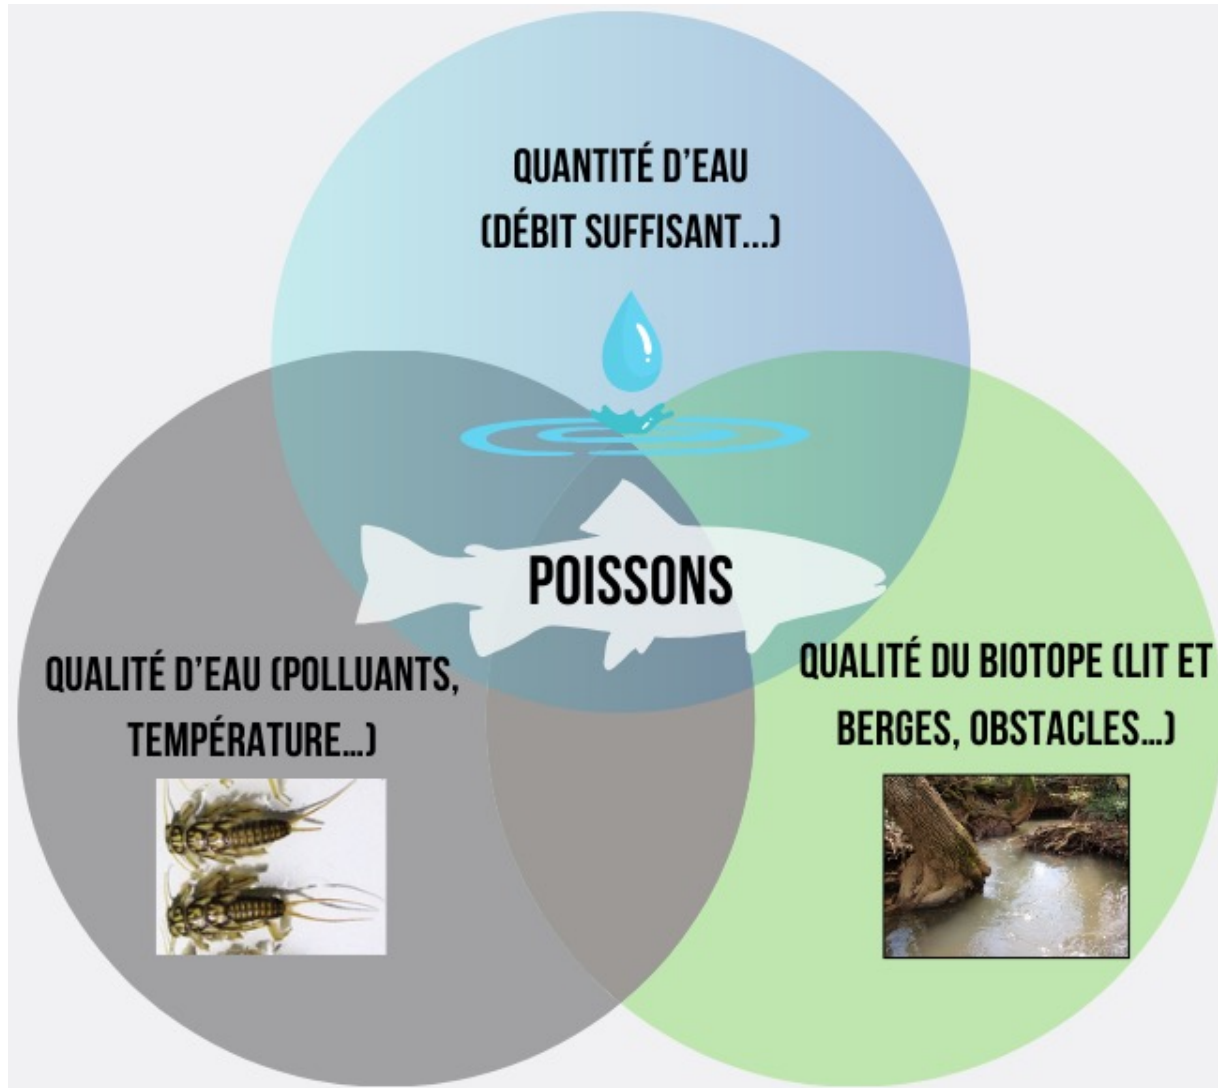 QUANTITÉ D’EAU
(DÉBIT SUFFISANT...)
POISSONS
QUALITÉ D’EAU (POLLUANTS,
TEMPÉRATURE...)
QUALITÉ DU BIOTOPE (LIT ET
BERGES, OBSTACLES...)